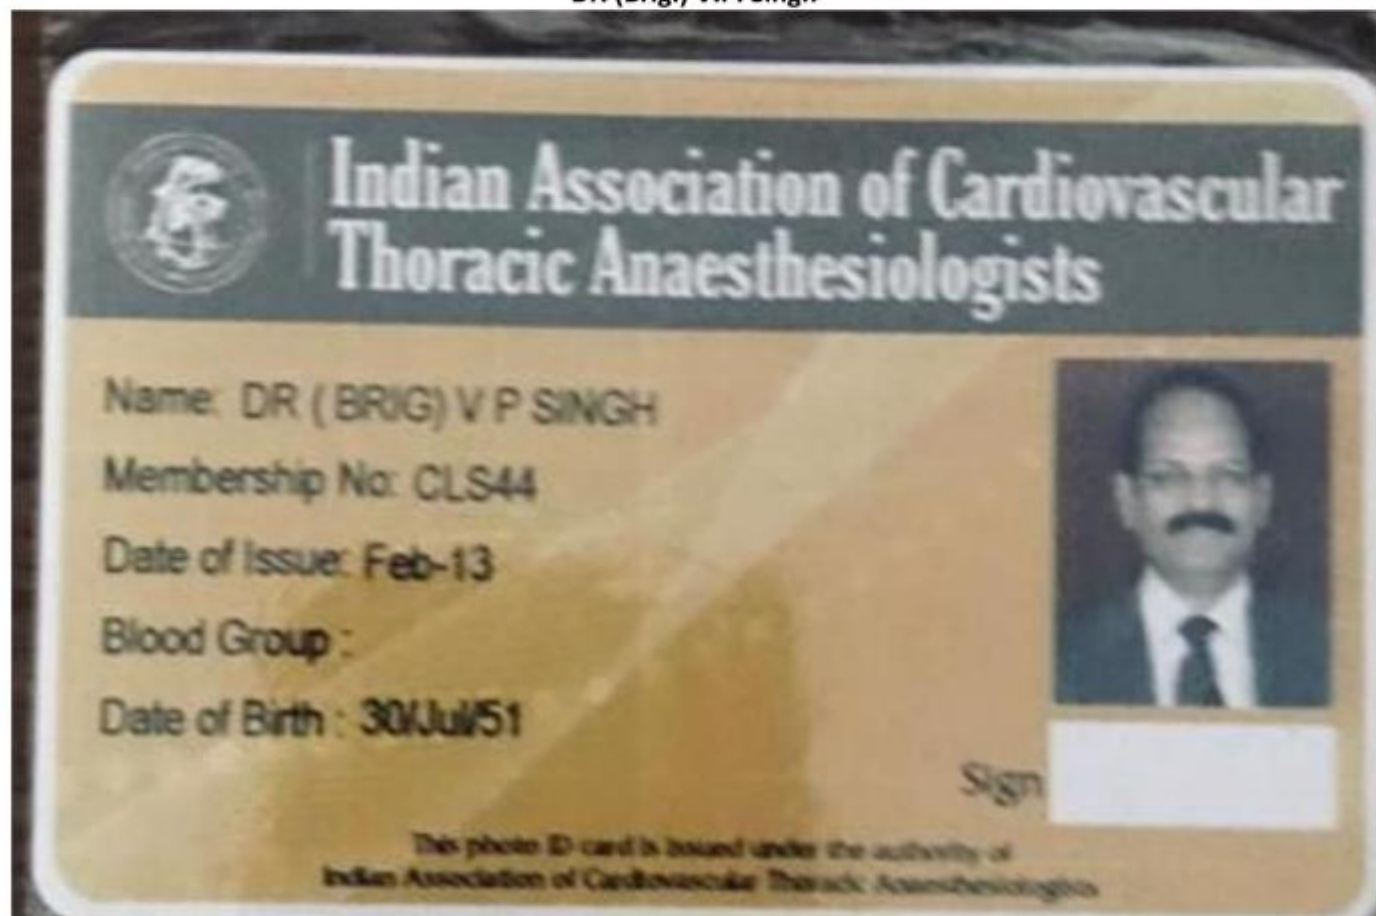 Indian Association of Cardiovascular
Thoracic Anaesthesiologists
Name: DR ( BRIG) V P SINGH
Membership No: CLS44
Date of Issue: Feb-13
Blood Group :
Date of Birth : 30/Jul/51
Sign
This photo ID card is issued under the authority of
Indian Association of Cardiovascular Thoracic Anaesthesiologists